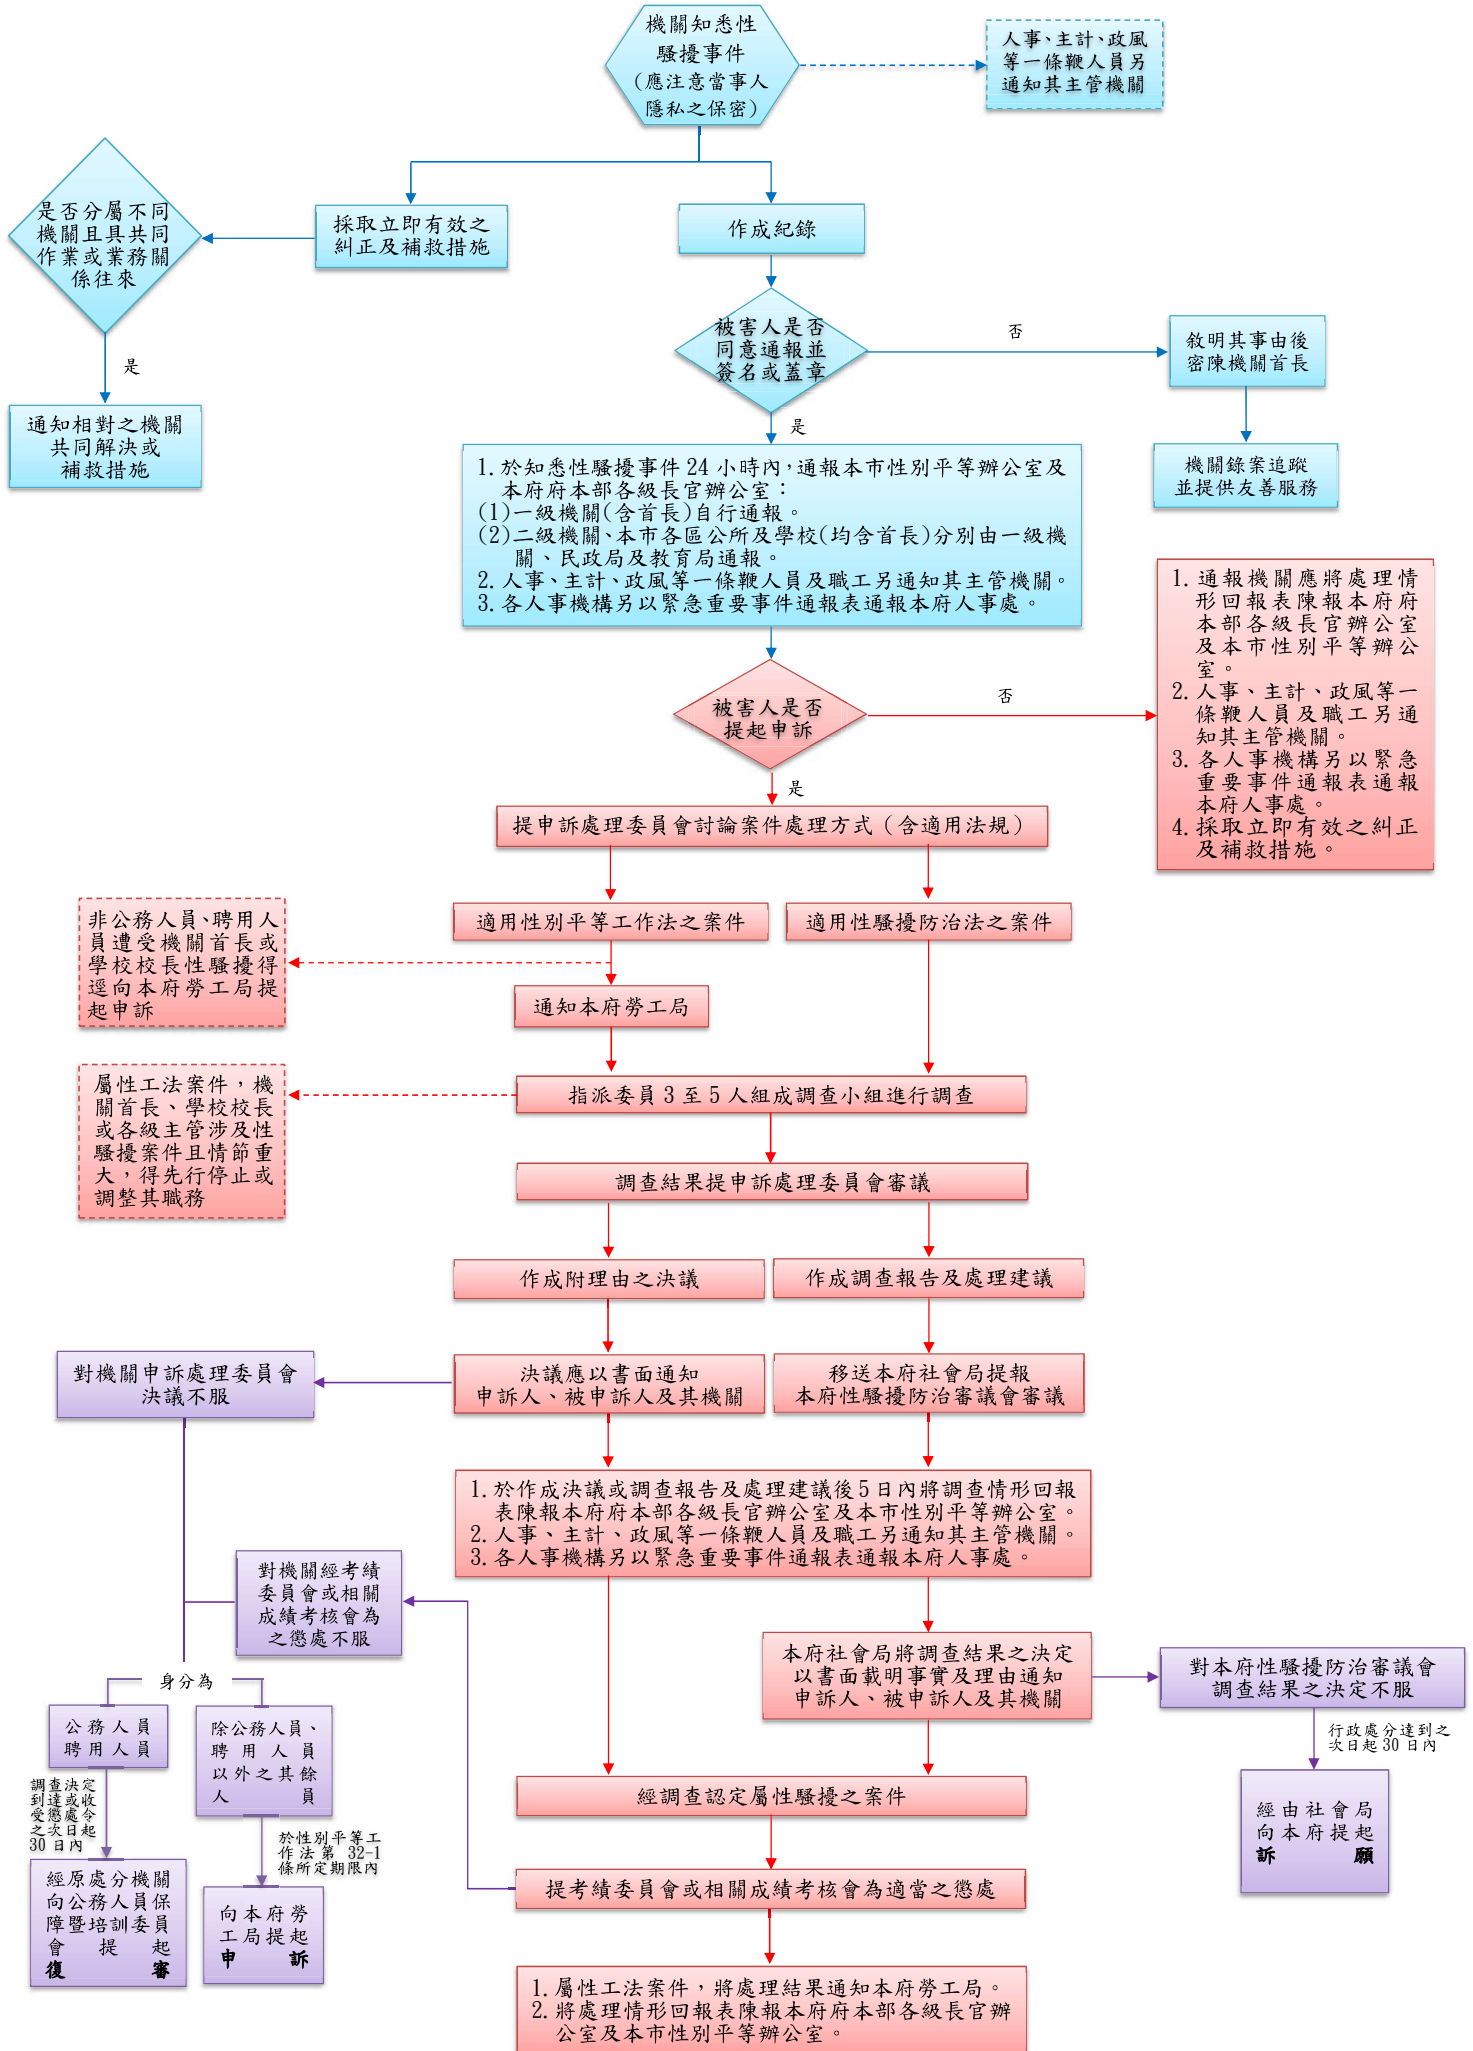 機關知悉性
騷擾事件
（應注意當事人
隱私之保密）
人事、主計、政風
等一條鞭人員另
通知其主管機關
是否分屬不同
機關且具共同
作業或業務關
係往來
採取立即有效之
糾正及補救措施
作成紀錄
被害人是否
同意通報並
簽名或蓋章
否
敘明其事由後
密陳機關首長
是
通知相對之機關
共同解決或
補救措施
是
機關錄案追蹤
並提供友善服務
1. 於知悉性騷擾事件 24 小時內，通報本市性別平等辦公室及
本府府本部各級長官辦公室：
(1)一級機關(含首長)自行通報。
(2)二級機關、本市各區公所及學校(均含首長)分別由一級機
關、民政局及教育局通報。
2. 人事、主計、政風等一條鞭人員及職工另通知其主管機關。
3. 各人事機構另以緊急重要事件通報表通報本府人事處。
被害人是否
提起申訴
否
1. 通報機關應將處理情
形回報表陳報本府府
本部各級長官辦公室
及本市性別平等辦公
室。
2. 人事、主計、政風等一
條鞭人員及職工另通
知其主管機關。
3. 各人事機構另以緊急
重要事件通報表通報
本府人事處。
4. 採取立即有效之糾正
及補救措施。
是
提申訴處理委員會討論案件處理方式（含適用法規）
適用性別平等工作法之案件
適用性騷擾防治法之案件
非公務人員、聘用人
員遭受機關首長或
學校校長性騷擾得
逕向本府勞工局提
起申訴
通知本府勞工局
屬性工法案件，機
關首長、學校校長
或各級主管涉及性
騷擾案件且情節重
大，得先行停止或
調整其職務
指派委員 3 至 5 人組成調查小組進行調查
調查結果提申訴處理委員會審議
作成附理由之決議
作成調查報告及處理建議
對機關申訴處理委員會
決議不服
決議應以書面通知
申訴人、被申訴人及其機關
移送本府社會局提報
本府性騷擾防治審議會審議
1. 於作成決議或調查報告及處理建議後 5 日內將調查情形回報
表陳報本府府本部各級長官辦公室及本市性別平等辦公室。
2. 人事、主計、政風等一條鞭人員及職工另通知其主管機關。
3. 各人事機構另以緊急重要事件通報表通報本府人事處。
對機關經考績
委員會或相關
成績考核會為
之懲處不服
本府社會局將調查結果之決定
以書面載明事實及理由通知
申訴人、被申訴人及其機關
對本府性騷擾防治審議會
調查結果之決定不服
身分為
公務人員
聘用人員
除公務人員、
聘用人員
以外之其餘
人員
行政處分達到之
次日起 30 日內
調查決定
到達或收
受懲處令
之次日起
30 日內
經調查認定屬性騷擾之案件
經由社會局
向本府提起
訴願
於性別平等工
作法第 32-1
條所定期限內
經原處分機關
向公務人員保
障暨培訓委員
會提起
復審
向本府勞
工局提起
申訴
提考績委員會或相關成績考核會為適當之懲處
1. 屬性工法案件，將處理結果通知本府勞工局。
2. 將處理情形回報表陳報本府府本部各級長官辦
公室及本市性別平等辦公室。